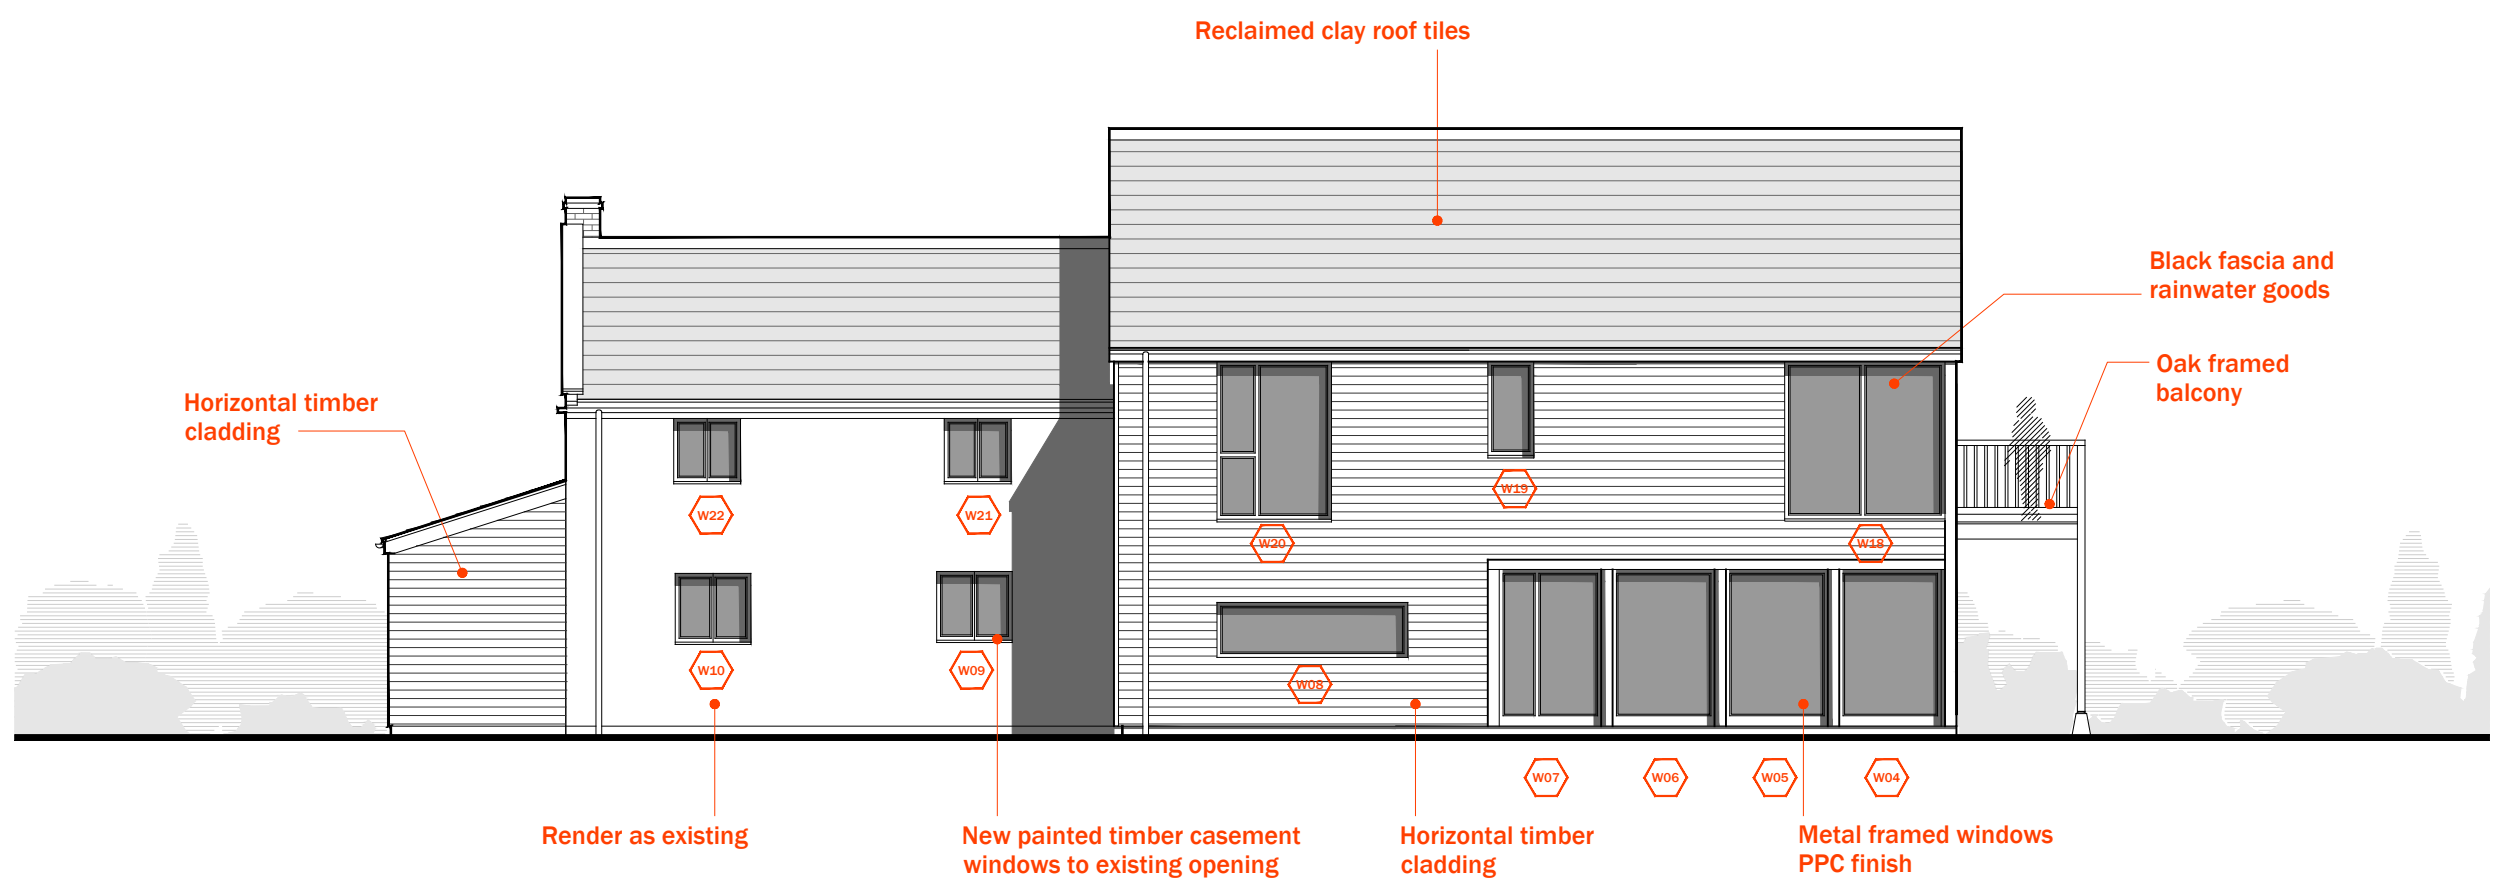 Reclaimed clay roof tiles
Black fascia and
rainwater goods
Oak framed
balcony
Horizontal timber
cladding
W19
W22
W21
W20
W18
W10
W09
W08
W07
W06
W05
W04
Render as existing
New painted timber casement
windows to existing opening
Horizontal timber
cladding
Metal framed windows
PPC finish